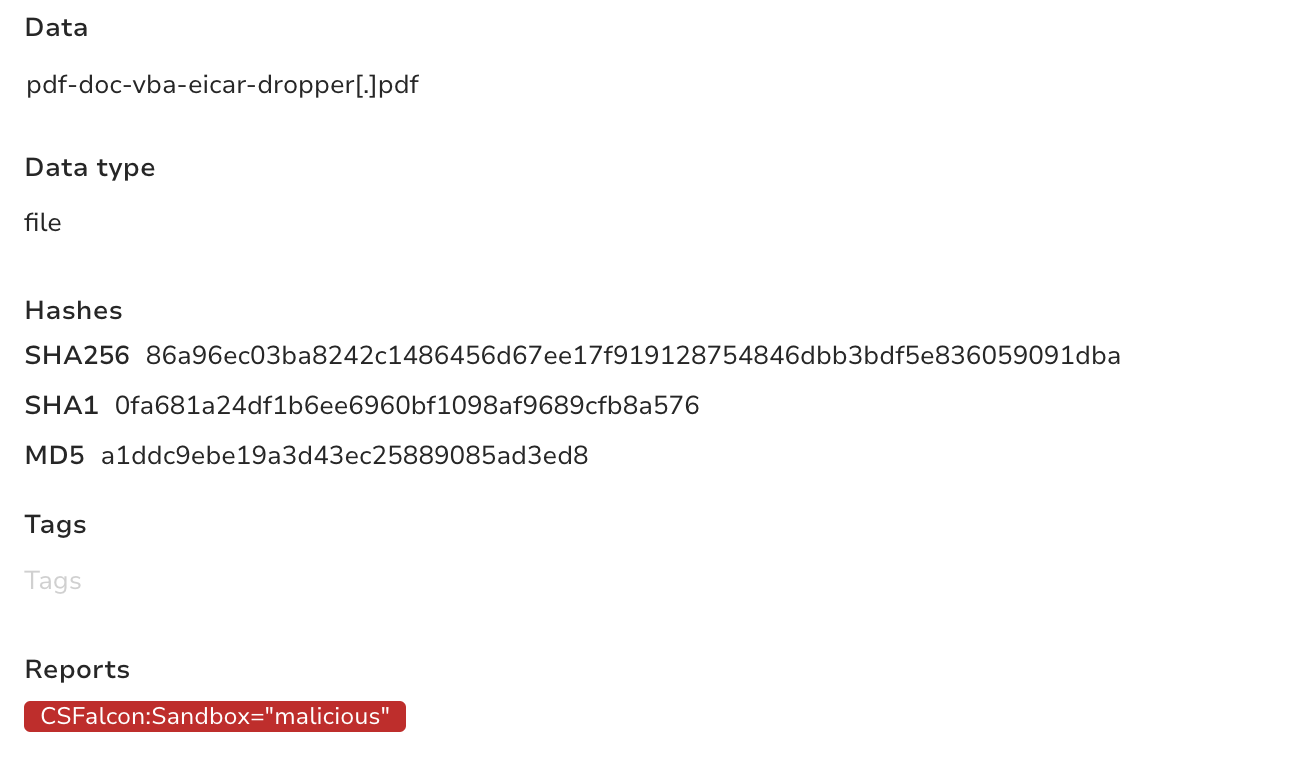 Data
pdf-doc-vba-eicar-dropper[.]pdf
Data type
file
Hashes
SHA256 86a96ec03ba8242c1486456d67ee17f919128754846dbb3bdf5e836059091dba
SHA1 0fa681a24df1b6ee6960bf1098af9689cfb8a576
MD5 a1ddc9ebe19a3d43ec25889085ad3ed8
Tags
Tags
Reports
CSFalcon:Sandbox="malicious"